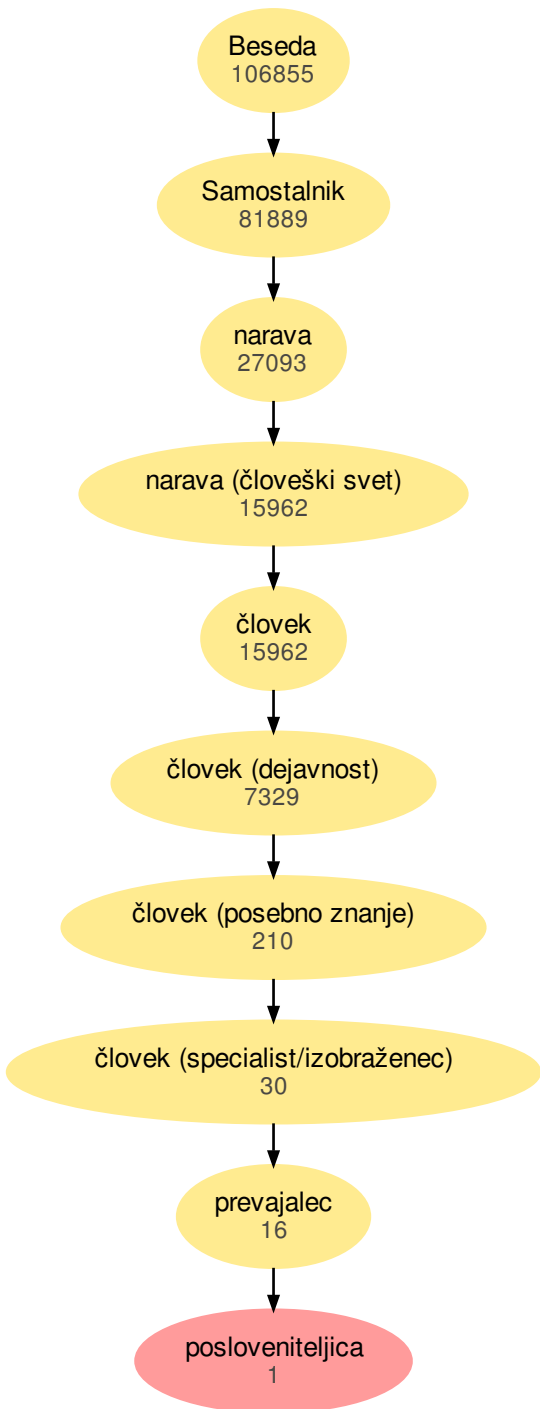 Beseda
106855
Samostalnik
81889
narava
27093
narava (človeški svet)
15962
človek
15962
človek (dejavnost)
7329
človek (posebno znanje)
210
človek (specialist/izobraženec)
30
prevajalec
16
posloveniteljica
1